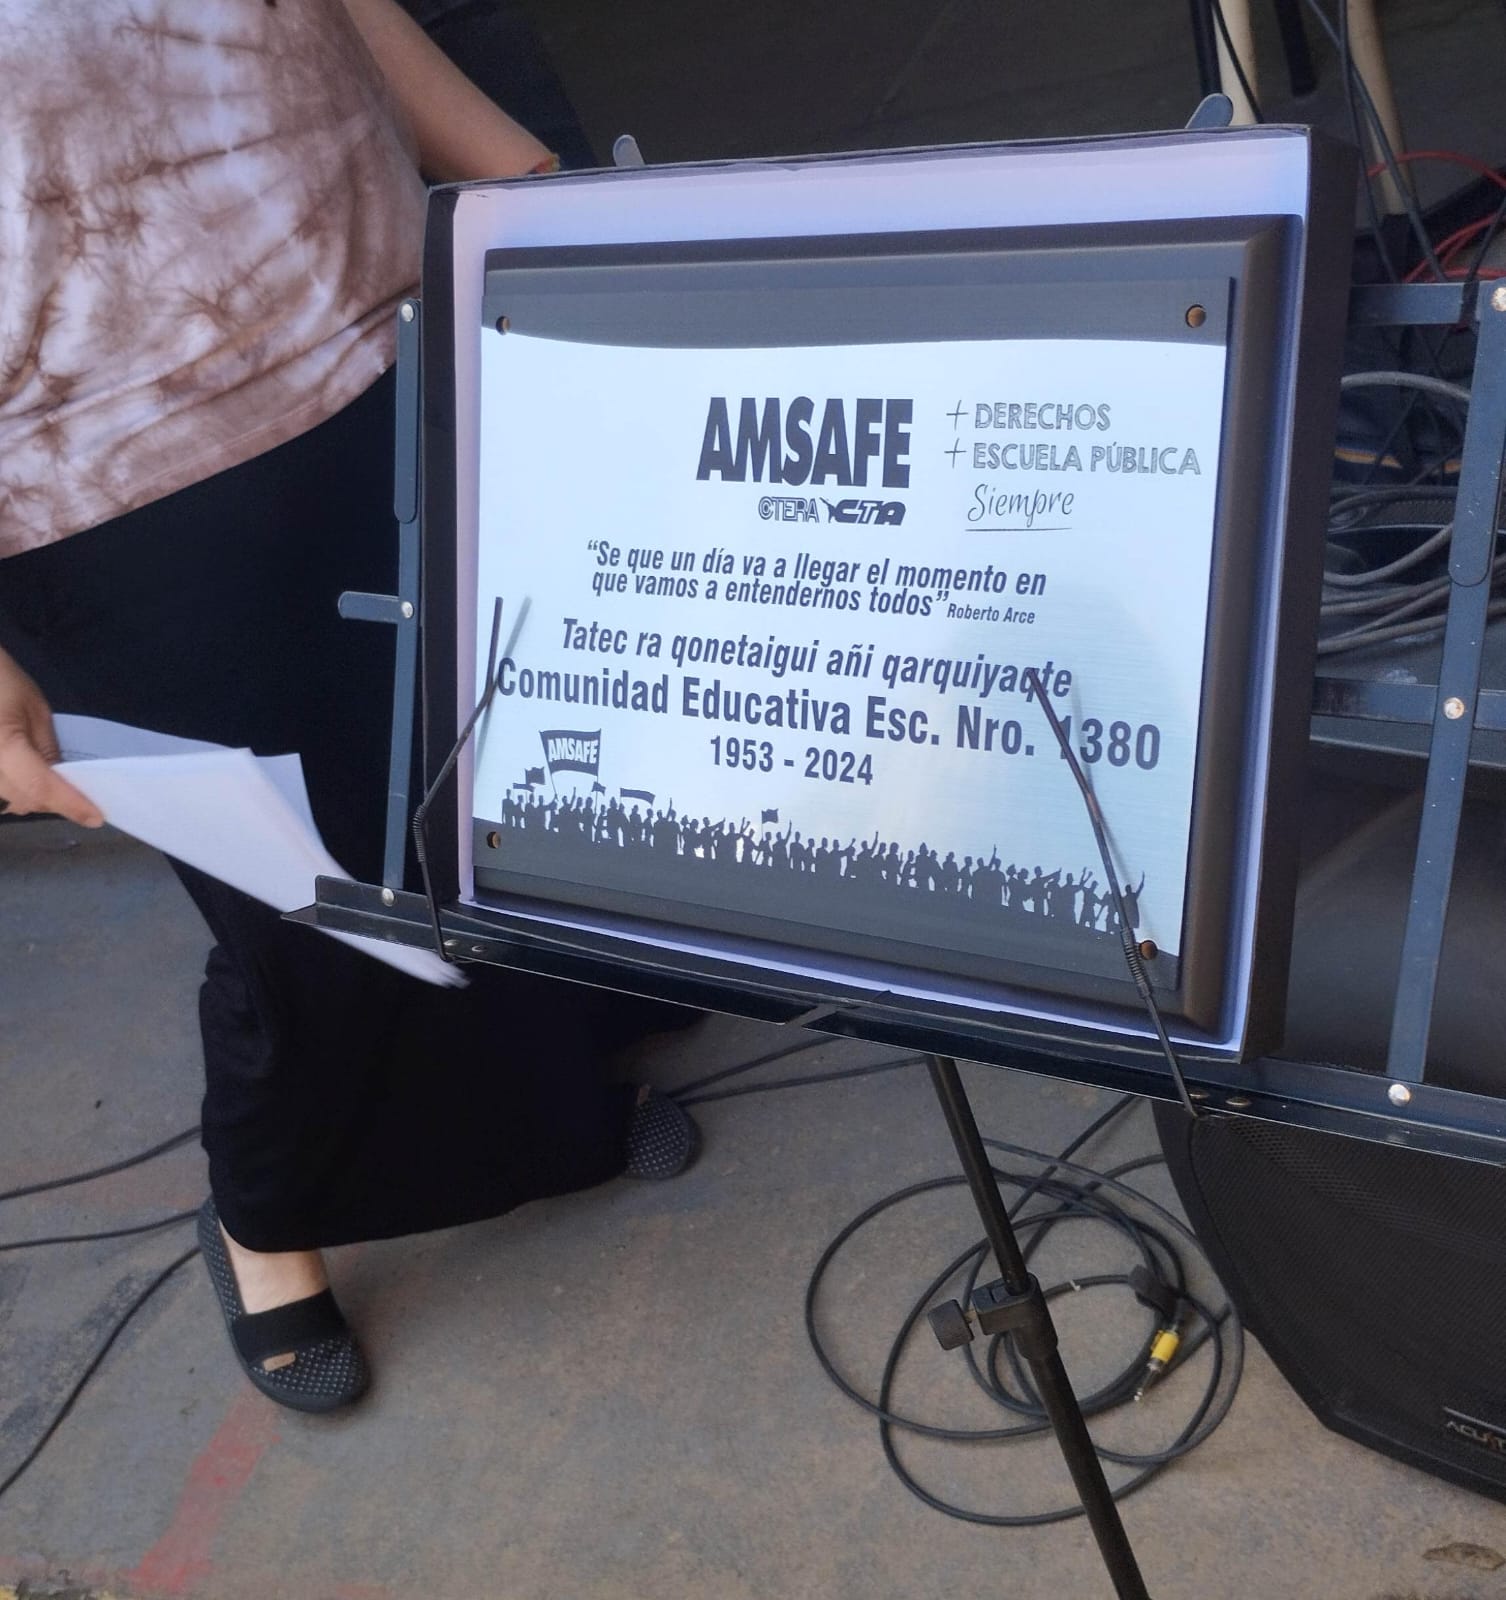 AMSAFE
CTERA CTA
+ DERECHOS
+ ESCUELA PÚBLICA
Siempre
“Se que un día va a llegar el momento en
que vamos a entendernos todos” Roberto Arce
Tatec ra qonetaigui añi qarquiyaqte
Comunidad Educativa Esc. Nro. 1380
1953 - 2024
AMSAFE